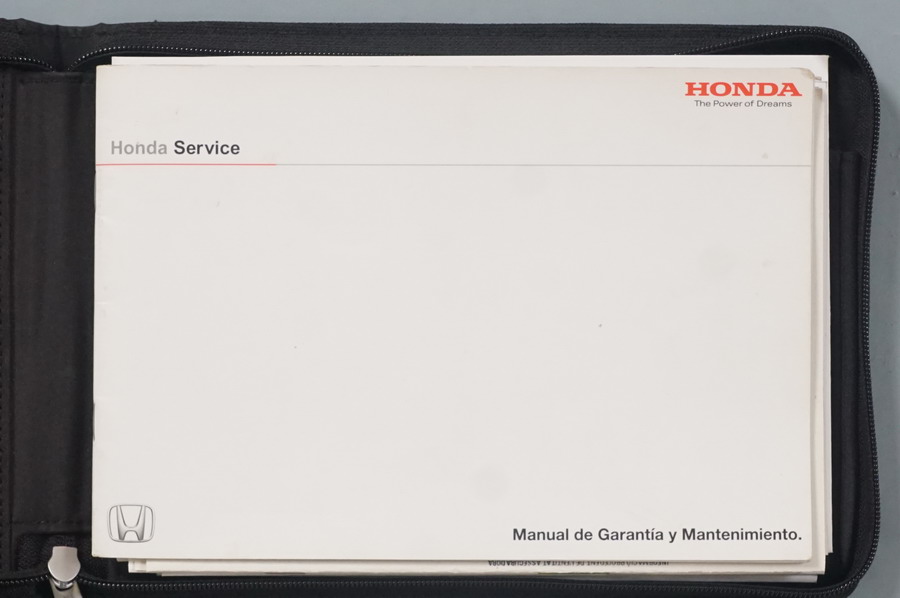 HONDA
The Power of Dreams
Honda Service
Manual de Garantía y Mantenimiento.